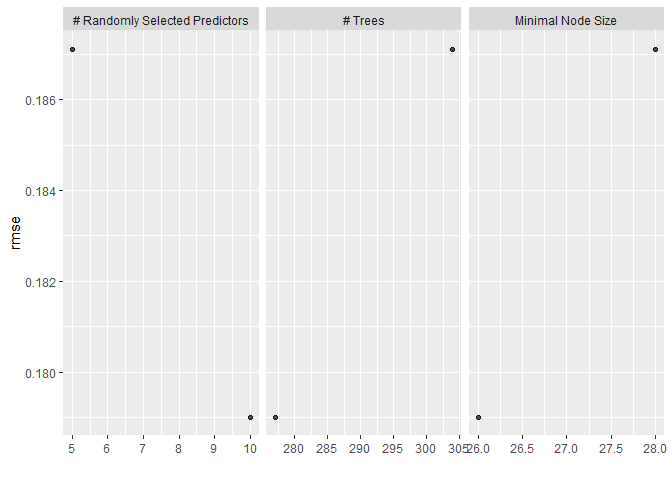 # Randomly Selected Predictors
# Trees
Minimal Node Size
rmse
0.186
0.184
0.182
0.180
5 6 7 8 9 10
280 285 290 295 300 305
26.0 26.5 27.0 27.5 28.0